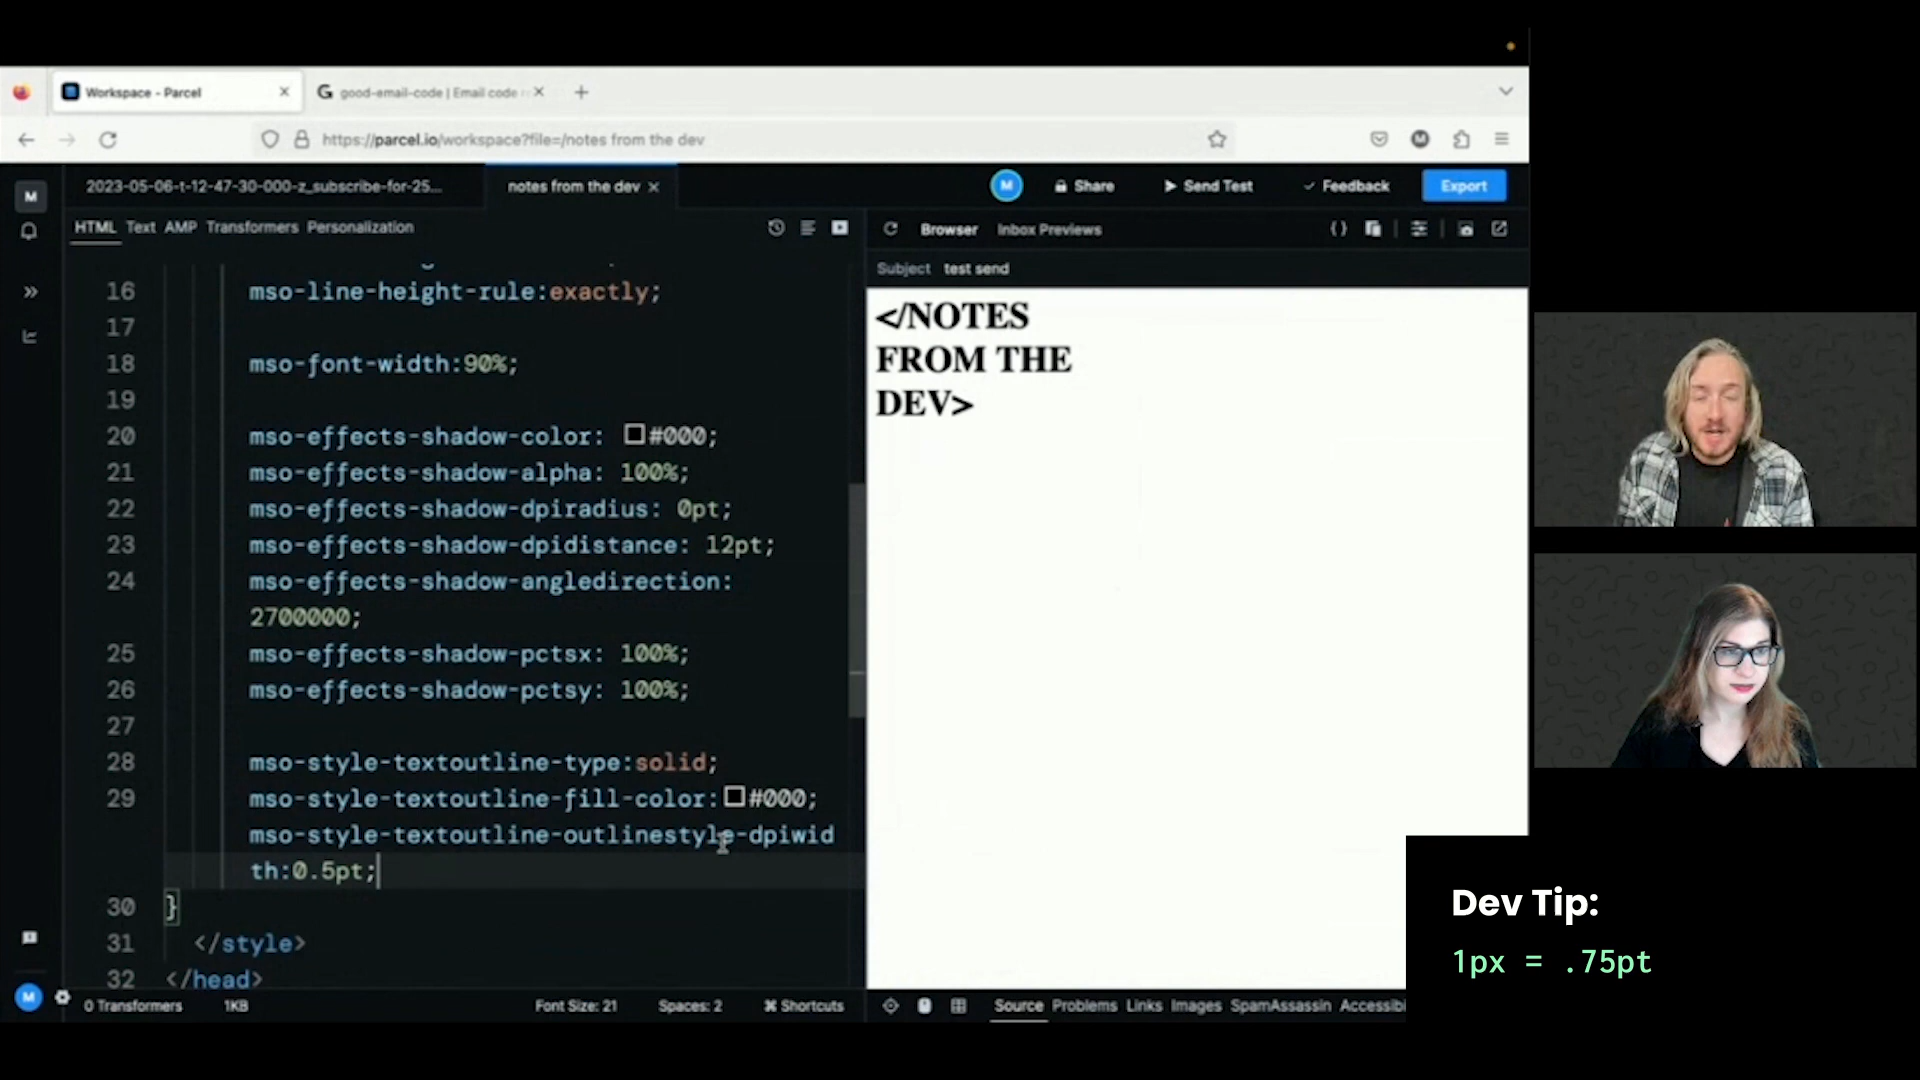 Workspace - Parcel
good-email-code | Email code
https://parcel.io/workspace?file=/notes from the dev
M
2023-05-06-t-12-47-30-000-z_subscribe-for-25...
notes from the dev
M
Share
Send Test
Feedback
Export
HTML Text AMP Transformers Personalization
Browser Inbox Previews
Subject test send
16 mso-line-height-rule:exactly;
17
18 mso-font-width:90%;
19
20 mso-effects-shadow-color: #000;
21 mso-effects-shadow-alpha: 100%;
22 mso-effects-shadow-dpiradius: 0pt;
23 mso-effects-shadow-dpidistance: 12pt;
24 mso-effects-shadow-angledirection:
2700000;
25 mso-effects-shadow-pctsx: 100%;
26 mso-effects-shadow-pctsy: 100%;
27
28 mso-style-textoutline-type:solid;
29 mso-style-textoutline-fill-color:#000;
mso-style-textoutline-outlinestyle-dpiwid
th:0.5pt;
30 }
31 </style>
32 </head>
</NOTES
FROM THE
DEV>
M
0 Transformers 1KB Font Size: 21 Spaces: 2 ⌘ Shortcuts
Source Problems Links Images SpamAssassin Accessibi
Dev Tip:
1px = .75pt